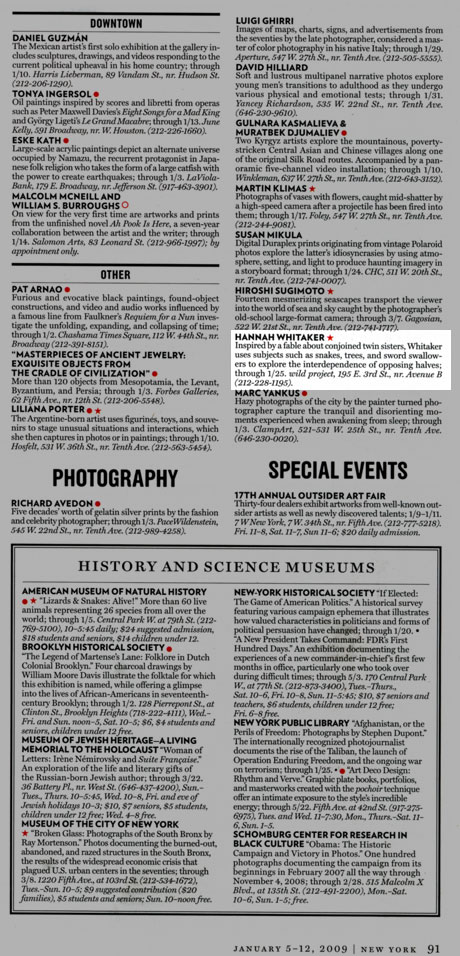 DOWNTOWN
DANIEL GUZMÁN
The Mexican artist's first solo exhibition at the gallery in-
cludes sculptures, drawings, and videos responding to the
current political upheaval in his home country; through
1/10. Harris Lieberman, 89 Vandam St., nr. Hudson St.
(212-206-1290).
TONYA INGERSOL ●
Oil paintings inspired by scores and libretti from operas
such as Peter Maxwell Davies's Eight Songs for a Mad King
and György Ligeti's Le Grand Macabre; through 1/13. June
Kelly, 591 Broadway, nr. W. Houston. (212-226-1660).
ESKE KATH ●
Large-scale acrylic paintings depict an alternate universe
occupied by Namazu, the recurrent protagonist in Japa-
nese folk religion who takes the form of a large catfish with
the power to create earthquakes; through 1/3. LaViola-
Bank, 179 E. Broadway, nr. Jefferson St. (917-463-3901).
MALCOLM MCNEILL AND
WILLIAM S. BURROUGHS ○
On view for the very first time are artworks and prints
from the unfinished novel Ah Pook Is Here, a seven-year
collaboration between the artist and the writer; through
1/14. Salomon Arts, 83 Leonard St. (212-966-1997); by
appointment only.
OTHER
PAT ARNAO ●
Furious and evocative black paintings, found-object
constructions, and video and audio works influenced by
a famous line from Faulkner's Requiem for a Nun inves-
tigate the unfolding, expanding, and collapsing of time;
through 1/2. Chashama Times Square, 112 W. 44th St., nr.
Broadway (212-391-8151).
"MASTERPIECES OF ANCIENT JEWELRY:
EXQUISITE OBJECTS FROM
THE CRADLE OF CIVILIZATION" ●
More than 120 objects from Mesopotamia, the Levant,
Byzantium, and Persia; through 1/3. Forbes Galleries,
62 Fifth Ave., nr. 12th St. (212-206-5548).
LILIANA PORTER ● ★
The Argentine-born artist uses figurines, toys, and souve-
nirs to stage unusual situations and interactions, which
she then captures in photos or in paintings; through 1/10.
Hosfelt, 531 W. 36th St., nr. Tenth Ave. (212-563-5454).
PHOTOGRAPHY
RICHARD AVEDON ●
Five decades' worth of gelatin silver prints by the fashion
and celebrity photographer; through 1/3. PaceWildenstein,
545 W. 22nd St., nr. Tenth Ave. (212-989-4258).
LUIGI GHIRRI
Images of maps, charts, signs, and advertisements from
the seventies by the late photographer, considered a mas-
ter of color photography in his native Italy; through 1/29.
Aperture, 547 W. 27th St., nr. Tenth Ave. (212-505-5555).
DAVID HILLIARD
Soft and lustrous multipanel narrative photos explore
young men's transitions to adulthood as they undergo
various physical and emotional tests; through 1/31.
Yancey Richardson, 535 W. 22nd St., nr. Tenth Ave.
(646-230-9610).
GULNARA KASMALIEVA &
MURATBEK DJUMALIEV ●
Two Kyrgyz artists explore the mountainous, poverty-
stricken Central Asian and Chinese villages along one
of the original Silk Road routes. Accompanied by a pan-
oramic five-channel video installation; through 1/10.
Winkleman, 637 W. 27th St., nr. Tenth Ave. (212-643-3152).
MARTIN KLIMAS ★
Photographs of vases with flowers, caught mid-shatter by
a high-speed camera after a projectile has been fired into
them; through 1/17. Foley, 547 W. 27th St., nr. Tenth Ave.
(212-244-9081).
SUSAN MIKULA
Digital Duraplex prints originating from vintage Polaroid
photos explore the latter's idiosyncrasies by using atmo-
sphere, setting, and light to produce haunting imagery in
a storyboard format; through 1/24. CHC, 511 W. 20th St.,
nr. Tenth Ave. (212-741-0007).
HIROSHI SUGIMOTO ★
Fourteen mesmerizing seascapes transport the viewer
into the world of sea and sky caught by the photographer's
old-school large-format camera; through 3/7. Gagosian,
522 W. 21st St., nr. Tenth Ave. (212-741-1717).
HANNAH WHITAKER ★
Inspired by a fable about conjoined twin sisters, Whitaker
uses subjects such as snakes, trees, and sword swallow-
ers to explore the interdependence of opposing halves;
through 1/25. wild project, 195 E. 3rd St., nr. Avenue B
(212-228-1195).
MARC YANKUS ●
Hazy photographs of the city by the painter turned pho-
tographer capture the tranquil and disorienting mo-
ments experienced when awakening from sleep; through
1/3. ClampArt, 521–531 W. 25th St., nr. Tenth Ave.
(646-230-0020).
SPECIAL EVENTS
17TH ANNUAL OUTSIDER ART FAIR
Thirty-four dealers exhibit artworks from well-known out-
sider artists as well as newly discovered talents; 1/9–1/11.
7 New York, 7 W. 34th St., nr. Fifth Ave. (212-777-5218).
Fri. 11–8, Sat. 11–7, Sun 11–6; $20 daily admission.
HISTORY AND SCIENCE MUSEUMS
AMERICAN MUSEUM OF NATURAL HISTORY
● ★ "Lizards & Snakes: Alive!" More than 60 live
animals representing 26 species from all over the
world; through 1/5. Central Park W. at 79th St. (212-
769-5100), 10–5:45 daily; $24 suggested admission,
$18 students and seniors, $14 children under 12.
BROOKLYN HISTORICAL SOCIETY ●
"The Legend of Martense's Lane: Folklore in Dutch
Colonial Brooklyn." Four charcoal drawings by
William Moore Davis illustrate the folktale for which
this exhibition is named, while offering a glimpse
into the lives of African-Americans in seventeenth-
century Brooklyn; through 1/2. 128 Pierrepont St., at
Clinton St., Brooklyn Heights (718-222-4111), Wed.–
Fri. and Sun. noon–5, Sat. 10–5; $6, $4 students and
seniors, children under 12 free.
MUSEUM OF JEWISH HERITAGE—A LIVING
MEMORIAL TO THE HOLOCAUST "Woman of
Letters: Irène Némirovsky and Suite Française."
An exploration of the life and literary gifts of
the Russian-born Jewish author; through 3/22.
36 Battery Pl., nr. West St. (646-437-4200), Sun.–
Tues., Thurs. 10–5:45, Wed. 10–8, Fri. and eve of
Jewish holidays 10–3; $10, $7 seniors, $5 students,
children under 12 free; Wed. 4–8 free.
MUSEUM OF THE CITY OF NEW YORK
★ "Broken Glass: Photographs of the South Bronx by
Ray Mortenson." Photos documenting the burned-out,
abandoned, and razed structures in the South Bronx,
the results of the widespread economic crisis that
plagued U.S. urban centers in the seventies; through
3/8. 1220 Fifth Ave., at 103rd St. (212-534-1672),
Tues.–Sun. 10–5; $9 suggested contribution ($20
families), $5 students and seniors; Sun. 10–noon free.
NEW-YORK HISTORICAL SOCIETY "If Elected:
The Game of American Politics." A historical survey
featuring various campaign ephemera that illustrates
how valued characteristics in politicians and forms of
political persuasion have changed; through 1/20. •
"A New President Takes Command: FDR's First
Hundred Days." An exhibition documenting the
experiences of a new commander-in-chief's first few
months in office, particularly one who took over
during difficult times; through 5/3. 170 Central Park
W., at 77th St. (212-873-3400), Tues.–Thurs.,
Sat. 10–6, Fri. 10–8, Sun. 11–5:45; $10, $7 seniors and
teachers, $6 students, children under 12 free;
Fri. 6–8 free.
NEW YORK PUBLIC LIBRARY "Afghanistan, or the
Perils of Freedom: Photographs by Stephen Dupont."
The internationally recognized photojournalist
documents the rise of the Taliban, the launch of
Operation Enduring Freedom, and the ongoing war
on terrorism; through 1/25. • ● "Art Deco Design:
Rhythm and Verve." Graphic plate books, portfolios,
and masterworks created with the pochoir technique
offer an intimate exposure to the style's incredible
energy; through 5/22. Fifth Ave. at 42nd St. (917-275-
6975), Tues. and Wed. 11–7:30, Mon., Thurs.–Sat. 11–
6, Sun. 1–5.
SCHOMBURG CENTER FOR RESEARCH IN
BLACK CULTURE "Obama: The Historic
Campaign and Victory in Photos." One hundred
photographs documenting the campaign from its
beginnings in February 2007 all the way through
November 4, 2008; through 2/28. 515 Malcolm X
Blvd., at 135th St. (212-491-2200), Mon.–Sat.
10–6, Sun. 1–5; free.
JANUARY 5–12, 2009 | NEW YORK 91